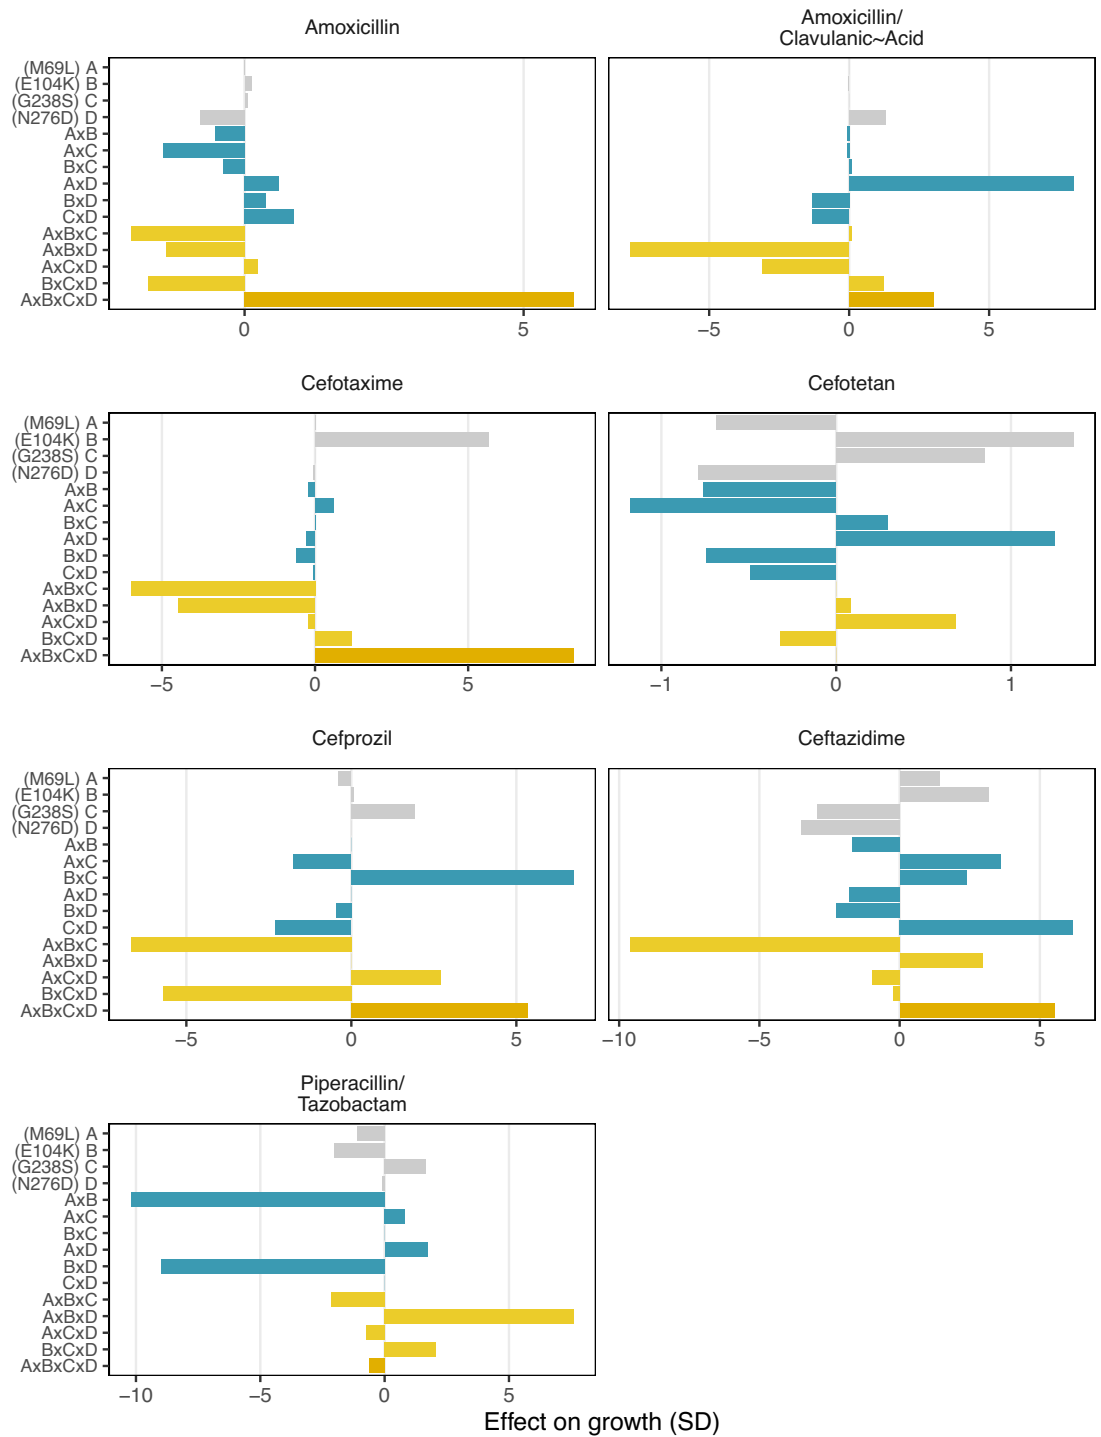 Amoxicillin
Amoxicillin/
Clavulanic~Acid
(M69L) A
(E104K) B
(G238S) C
(N276D) D
AxB
AxC
BxC
AxD
BxD
CxD
AxBxC
AxBxD
AxCxD
BxCxD
AxBxCxD
0 5
−5 0 5
Cefotaxime
Cefotetan
(M69L) A
(E104K) B
(G238S) C
(N276D) D
AxB
AxC
BxC
AxD
BxD
CxD
AxBxC
AxBxD
AxCxD
BxCxD
AxBxCxD
−5 0 5
−1 0 1
Cefprozil
Ceftazidime
(M69L) A
(E104K) B
(G238S) C
(N276D) D
AxB
AxC
BxC
AxD
BxD
CxD
AxBxC
AxBxD
AxCxD
BxCxD
AxBxCxD
−5 0 5
−10 −5 0 5
Piperacillin/
Tazobactam
(M69L) A
(E104K) B
(G238S) C
(N276D) D
AxB
AxC
BxC
AxD
BxD
CxD
AxBxC
AxBxD
AxCxD
BxCxD
AxBxCxD
−10 −5 0 5
Effect on growth (SD)